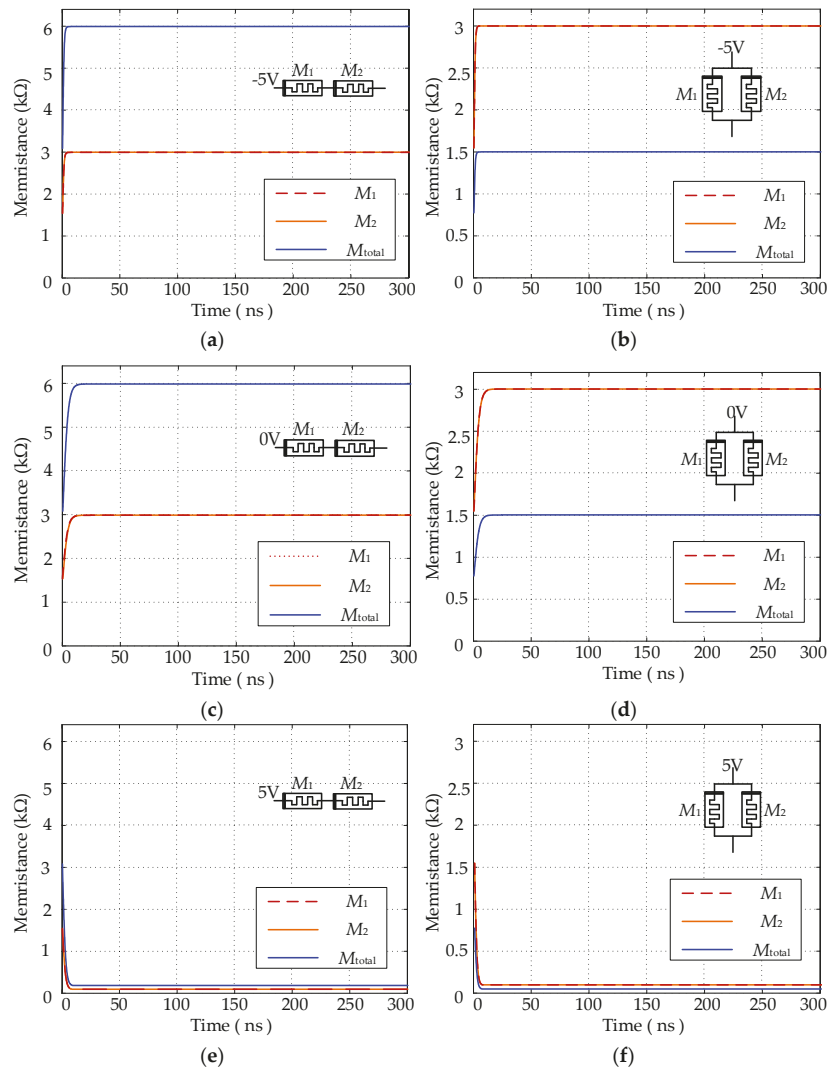 Memristance (kΩ)
6
5
4
3
2
1
0
-5V
M1
M2
M1
M2
Mtotal
0
50
100
150
200
250
300
Time ( ns )
(a)
Memristance (kΩ)
3
2.5
2
1.5
1
0.5
0
-5V
M1
M2
M1
M2
Mtotal
0
50
100
150
200
250
300
Time ( ns )
(b)
Memristance (kΩ)
6
5
4
3
2
1
0
0V
M1
M2
M1
M2
Mtotal
0
50
100
150
200
250
300
Time ( ns )
(c)
Memristance (kΩ)
3
2.5
2
1.5
1
0.5
0
0V
M1
M2
M1
M2
Mtotal
0
50
100
150
200
250
300
Time ( ns )
(d)
Memristance (kΩ)
6
5
4
3
2
1
0
5V
M1
M2
M1
M2
Mtotal
0
50
100
150
200
250
300
Time ( ns )
(e)
Memristance (kΩ)
3
2.5
2
1.5
1
0.5
0
5V
M1
M2
M1
M2
Mtotal
0
50
100
150
200
250
300
Time ( ns )
(f)